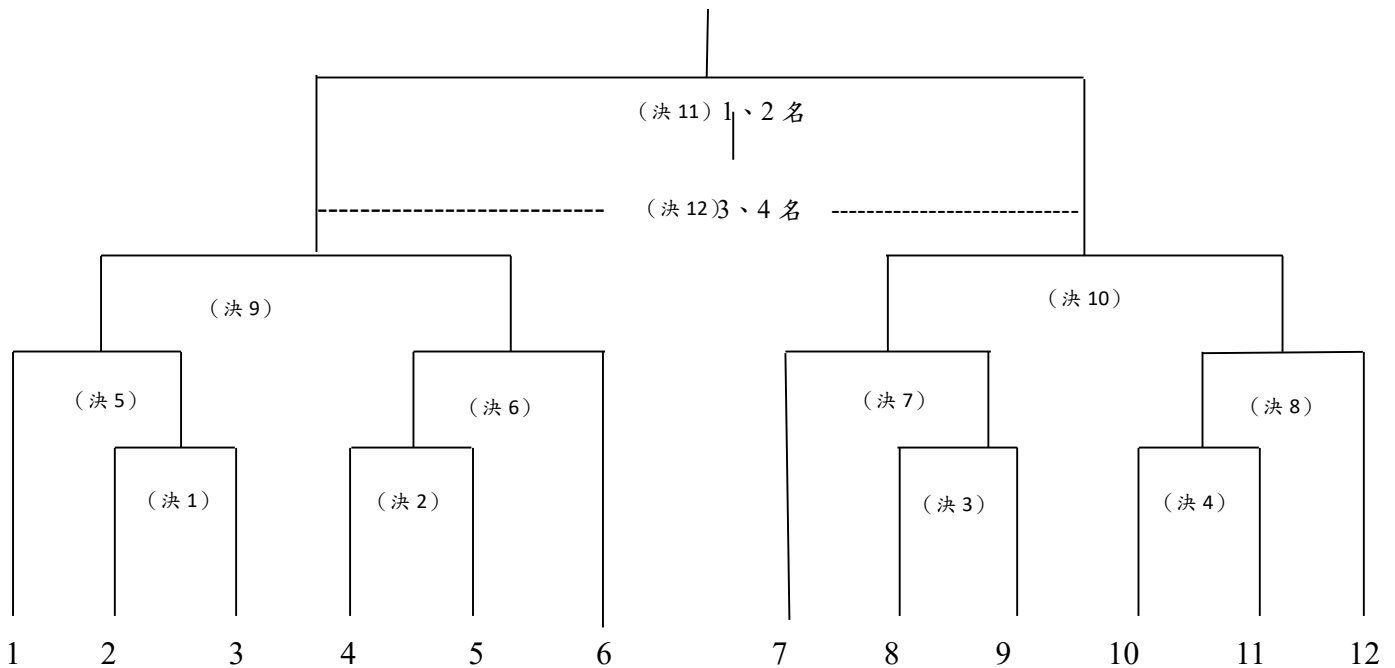 （決 11）1、2 名
（決 12）3、4 名
（決 9）
（決 10）
（決 5）
（決 6）
（決 7）
（決 8）
（決 1）
（決 2）
（決 3）
（決 4）
1 2 3 4 5 6 7 8 9 10 11 12